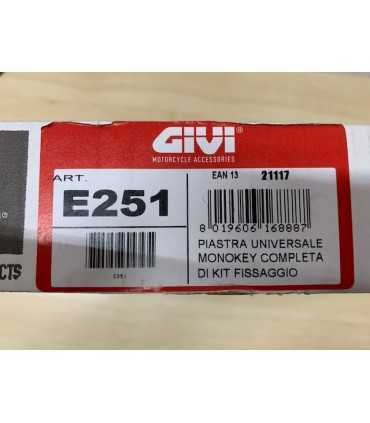 GIVI
MOTORCYCLE ACCESSORIES
ART.
E251
E251
EAN 13 21117
8 019606 168887
PIASTRA UNIVERSALE
MONOKEY COMPLETA
DI KIT FISSAGGIO
CTS